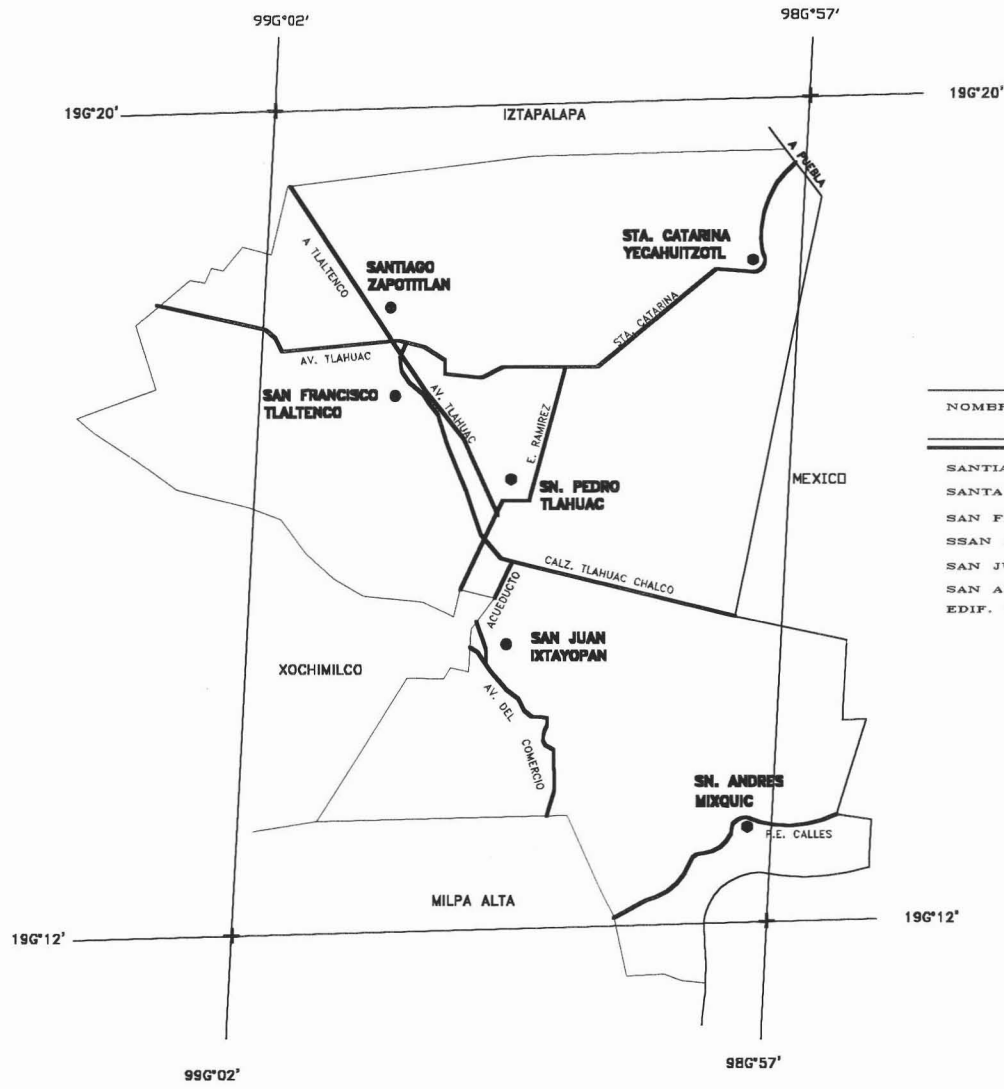 99G°02'
98G°57'
19G°20'
19G°20'
IZTAPALAPA
A PUEBLA
STA. CATARINA
YECAHUITZOTL
A TLALTENCO
SANTIAGO
ZAPOTITLAN
STA. CATARINA
AV. TLAHUAC
SAN FRANCISCO
TLALTENCO
AV. TLAHUAC
E. RAMIREZ
NOMBR
SANTIA
SANTA
SAN F
SSAN
SAN JU
SAN A
EDIF.
MEXICO
SN. PEDRO
TLAHUAC
CALZ. TLAHUAC CHALCO
ACUEDUCTO
SAN JUAN
IXTAYOPAN
XOCHIMILCO
AV. DEL
COMERCIO
SN. ANDRES
MIXQUIC
P.E. CALLES
MILPA ALTA
19G°12'
19G°12'
99G°02'
98G°57'